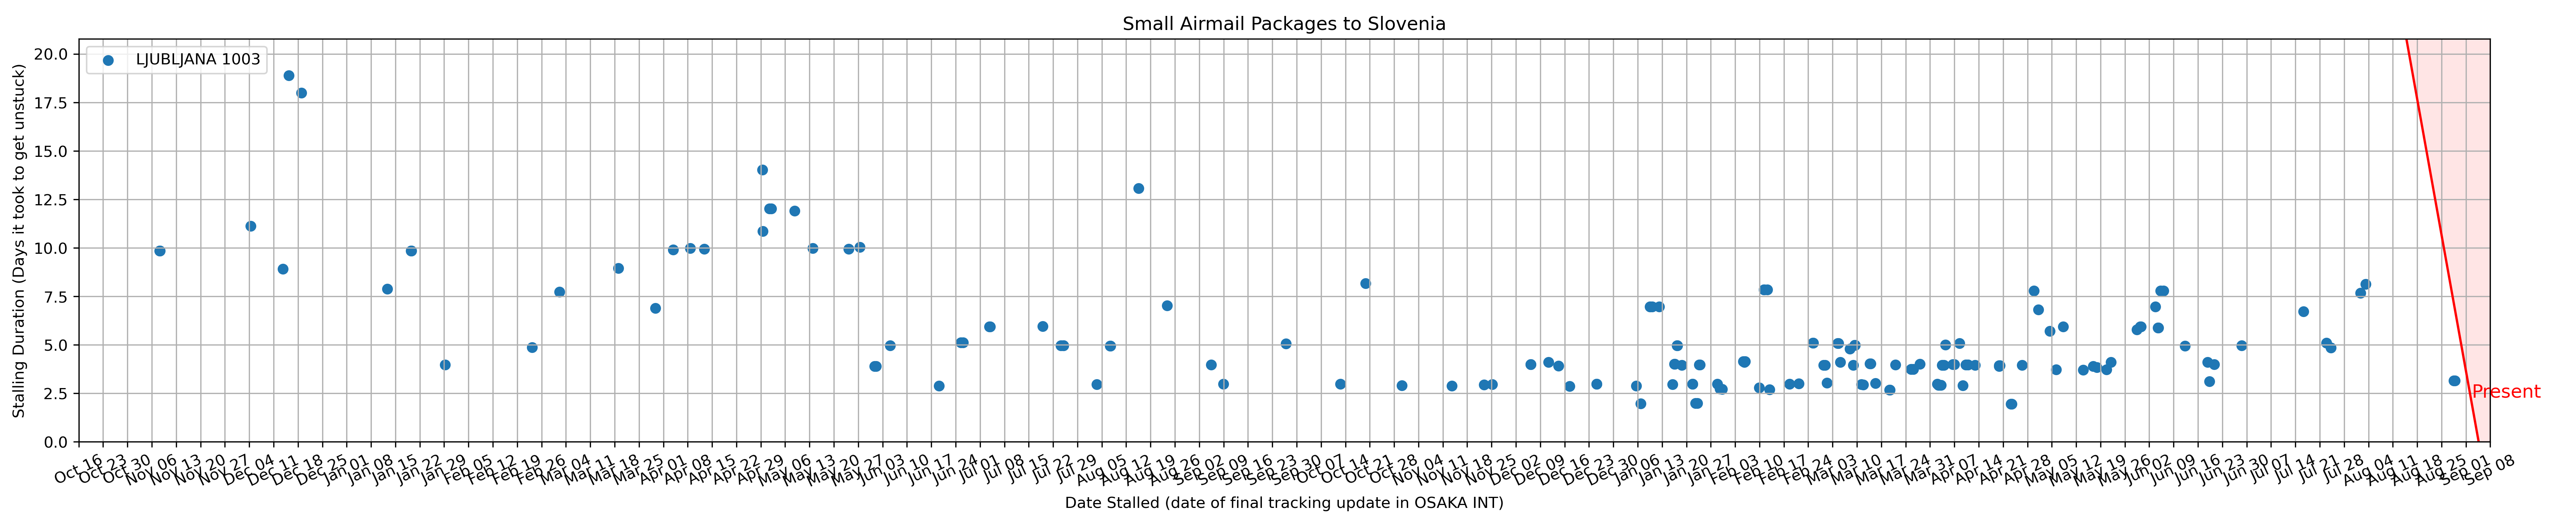 Small Airmail Packages to Slovenia
LJUBLJANA 1003
Stalling Duration (Days it took to get unstuck)
20.0
17.5
15.0
12.5
10.0
7.5
5.0
2.5
0.0
Present
Oct 16 Oct 23 Oct 30 Nov 06 Nov 13 Nov 20 Nov 27 Dec 04 Dec 11 Dec 18 Dec 25 Jan 01 Jan 08 Jan 15 Jan 22 Jan 29 Feb 05 Feb 12 Feb 19 Feb 26 Mar 04 Mar 11 Mar 18 Mar 25 Apr 01 Apr 08 Apr 15 Apr 22 Apr 29 May 06 May 13 May 20 May 27 Jun 03 Jun 10 Jun 17 Jun 24 Jul 01 Jul 08 Jul 15 Jul 22 Jul 29 Aug 05 Aug 12 Aug 19 Aug 26 Sep 02 Sep 09 Sep 16 Sep 23 Sep 30 Oct 07 Oct 14 Oct 21 Oct 28 Nov 04 Nov 11 Nov 18 Nov 25 Dec 02 Dec 09 Dec 16 Dec 23 Dec 30 Jan 06 Jan 13 Jan 20 Jan 27 Feb 03 Feb 10 Feb 17 Feb 24 Mar 03 Mar 10 Mar 17 Mar 24 Mar 31 Apr 07 Apr 14 Apr 21 Apr 28 May 05 May 12 May 19 May 26 Jun 02 Jun 09 Jun 16 Jun 23 Jun 30 Jul 07 Jul 14 Jul 21 Jul 28 Aug 04 Aug 11 Aug 18 Aug 25 Sep 01 Sep 08
Date Stalled (date of final tracking update in OSAKA INT)